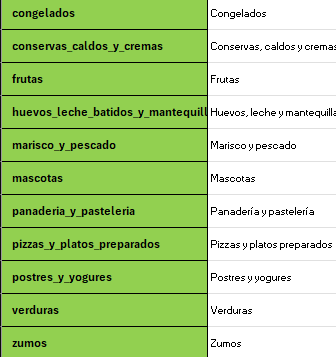 congelados Congelados
conservas_caldos_y_cremas Conservas, caldos y cremas
frutas Frutas
huevos_leche_batidos_y_mantequill Huevos, leche y mantequilla
marisco_y_pescado Marisco y pescado
mascotas Mascotas
panaderia_y_pasteleria Panadería y pastelería
pizzas_y_platos_preparados Pizzas y platos preparados
postres_y_yogures Postres y yogures
verduras Verduras
zumos Zumos